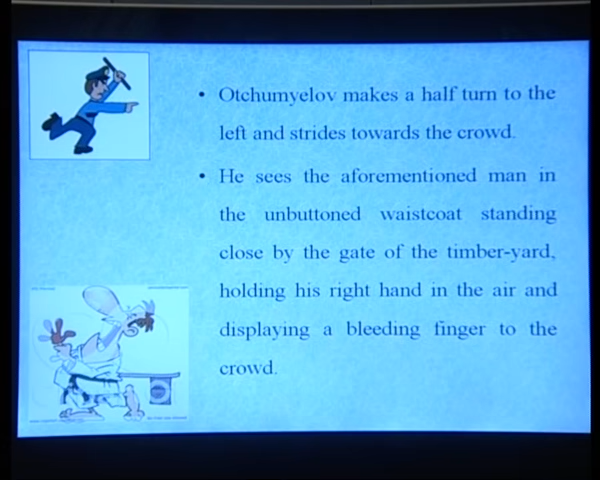 • Otchumyelov makes a half turn to the
left and strides towards the crowd.
• He sees the aforementioned man in
the unbuttoned waistcoat standing
close by the gate of the timber-yard,
holding his right hand in the air and
displaying a bleeding finger to the
crowd.